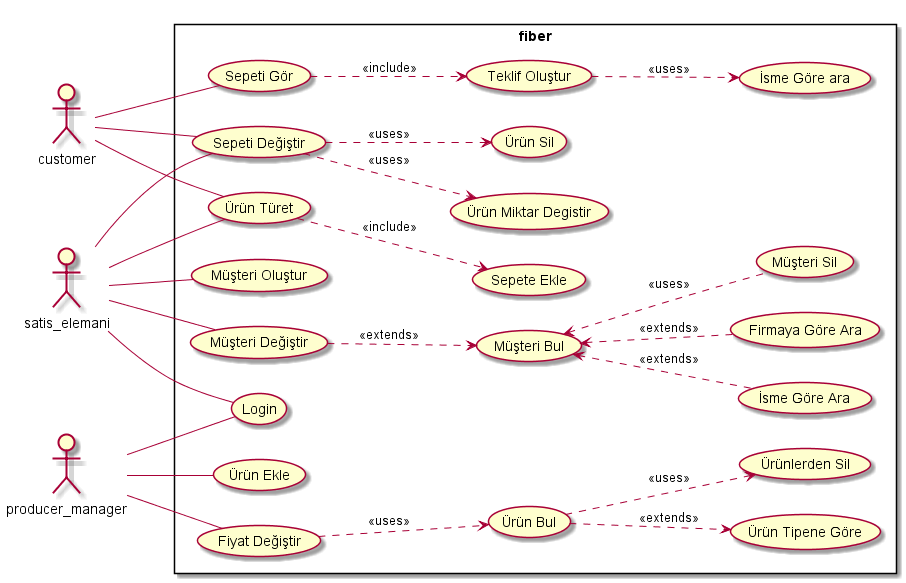 fiber
Sepeti Gör
«include»
Teklif Oluştur
«uses»
İsme Göre ara
customer
Sepeti Değiştir
«uses»
Ürün Sil
«uses»
Ürün Türet
Ürün Miktar Degistir
«include»
Müşteri Oluştur
Sepete Ekle
Müşteri Sil
«uses»
satis_elemani
Müşteri Değiştir
«extends»
Müşteri Bul
«extends»
Firmaya Göre Ara
«extends»
İsme Göre Ara
Login
producer_manager
Ürün Ekle
Ürünlerden Sil
«uses»
Fiyat Değiştir
«uses»
Ürün Bul
«extends»
Ürün Tipene Göre